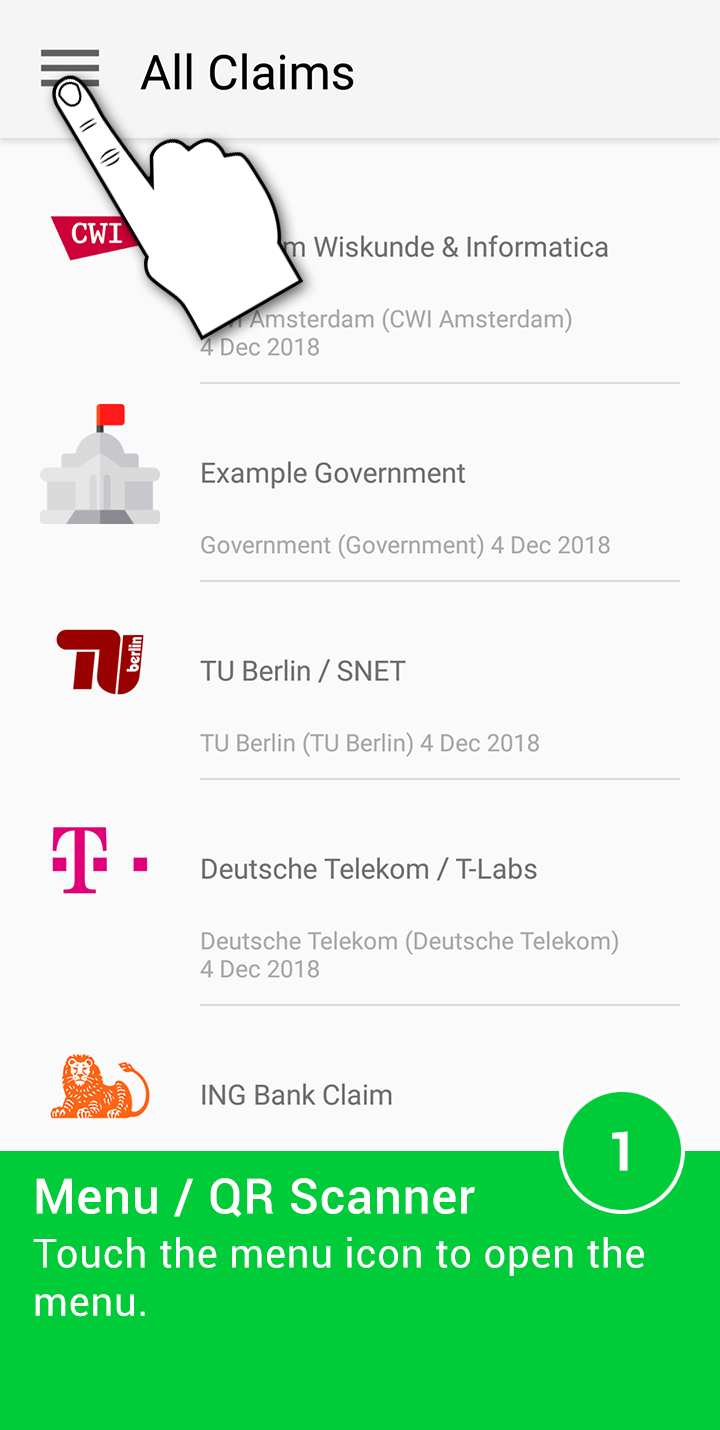 All Claims
CWI
Wiskunde & Informatica
Amsterdam (CWI Amsterdam)
4 Dec 2018
Example Government
Government (Government) 4 Dec 2018
TU berlin
TU Berlin / SNET
TU Berlin (TU Berlin) 4 Dec 2018
T
Deutsche Telekom / T-Labs
Deutsche Telekom (Deutsche Telekom)
4 Dec 2018
ING Bank Claim
1
Menu / QR Scanner
Touch the menu icon to open the
menu.